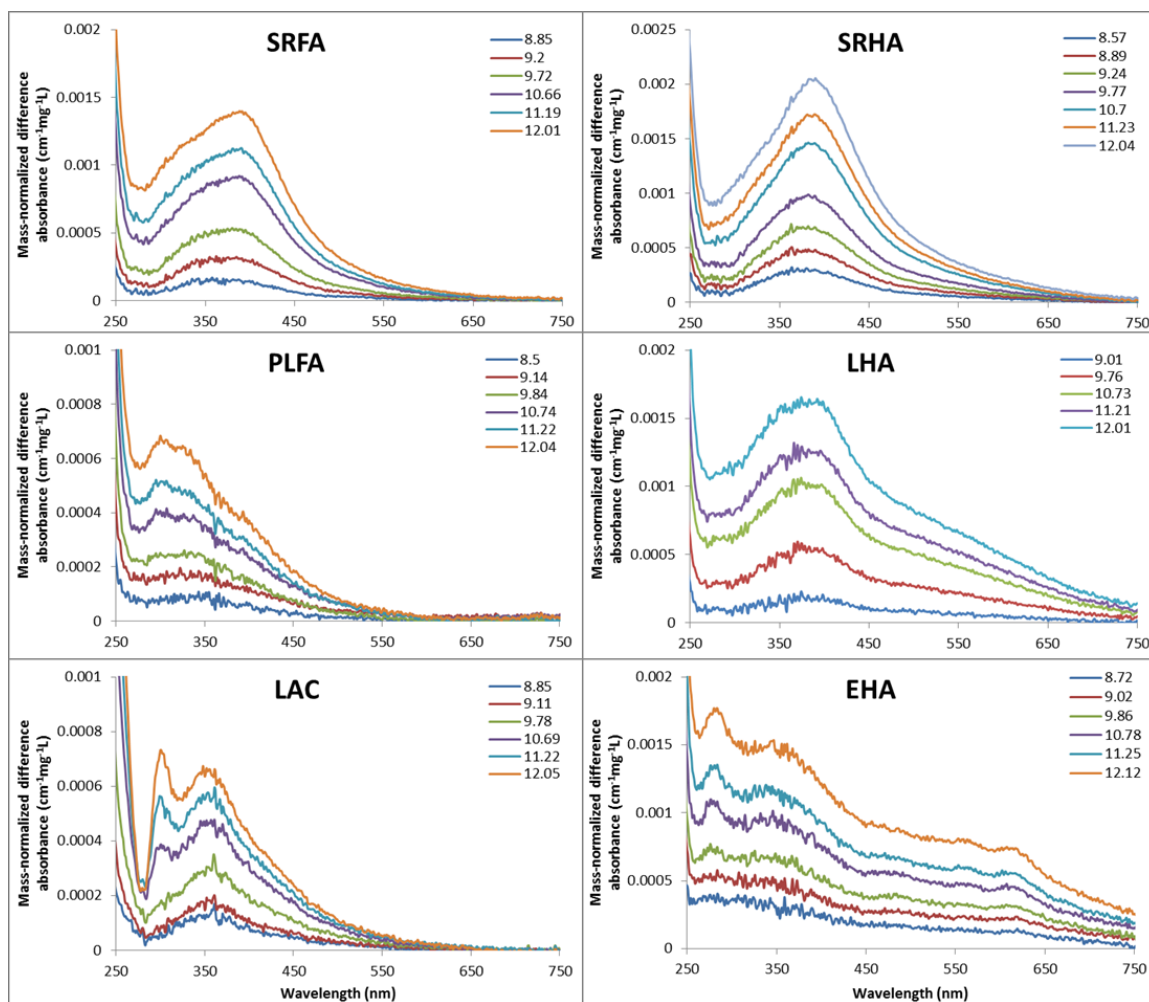 SRFA
Mass-normalized difference
absorbance (cm⁻¹mg⁻¹L)
0.002
0.0015
0.001
0.0005
0
250 350 450 550 650 750
8.85
9.2
9.72
10.66
11.19
12.01
SRHA
Mass-normalized difference
absorbance (cm⁻¹mg⁻¹L)
0.0025
0.002
0.0015
0.001
0.0005
0
250 350 450 550 650 750
8.57
8.89
9.24
9.77
10.7
11.23
12.04
PLFA
Mass-normalized difference
absorbance (cm⁻¹mg⁻¹L)
0.001
0.0008
0.0006
0.0004
0.0002
0
250 350 450 550 650 750
8.5
9.14
9.84
10.74
11.22
12.04
LHA
Mass-normalized difference
absorbance (cm⁻¹mg⁻¹L)
0.002
0.0015
0.001
0.0005
0
250 350 450 550 650 750
9.01
9.76
10.73
11.21
12.01
LAC
Mass-normalized difference
absorbance (cm⁻¹mg⁻¹L)
0.001
0.0008
0.0006
0.0004
0.0002
0
250 350 450 550 650 750
Wavelength (nm)
8.85
9.11
9.78
10.69
11.22
12.05
EHA
Mass-normalized difference
absorbance (cm⁻¹mg⁻¹L)
0.002
0.0015
0.001
0.0005
0
250 350 450 550 650 750
Wavelength (nm)
8.72
9.02
9.86
10.78
11.25
12.12